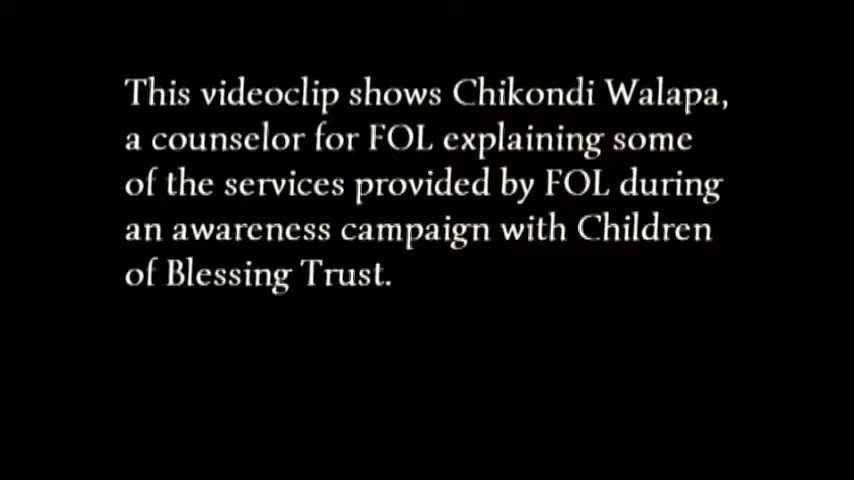 This videoclip shows Chikondi Walapa,
a counselor for FOL explaining some
of the services provided by FOL during
an awareness campaign with Children
of Blessing Trust.